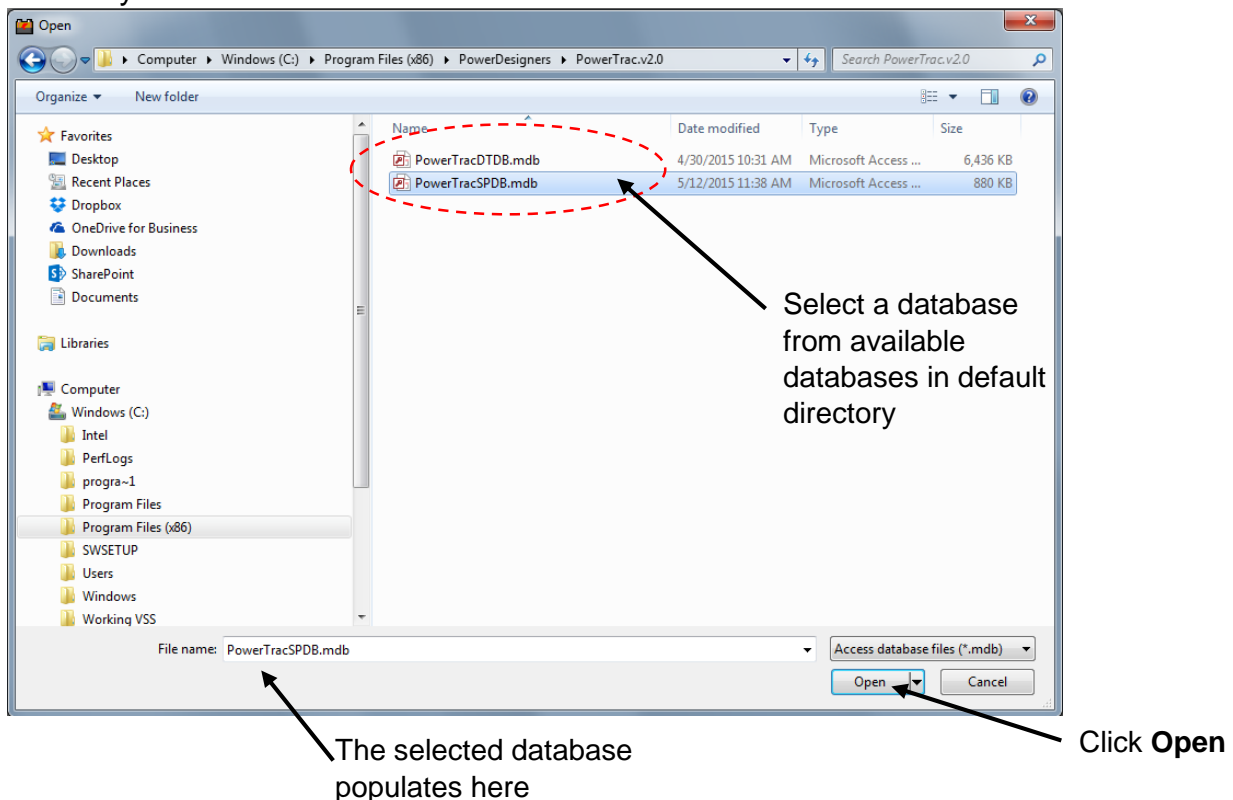 Open
Computer Windows (C:) Program Files (x86) PowerDesigners PowerTrac.v2.0
Search PowerTrac.v2.0
Organize New folder
Favorites
Desktop
Recent Places
Dropbox
OneDrive for Business
Downloads
SharePoint
Documents
Libraries
Computer
Windows (C:)
Intel
PerfLogs
progra~1
Program Files
Program Files (x86)
SWSETUP
Users
Windows
Working VSS
Name Date modified Type Size
PowerTracDTDB.mdb 4/30/2015 10:31 AM Microsoft Access ... 6,436 KB
PowerTracSPDB.mdb 5/12/2015 11:38 AM Microsoft Access ... 880 KB
Select a database
from available
databases in default
directory
File name: PowerTracSPDB.mdb Access database files (*.mdb)
Open Cancel
The selected database
populates here
Click Open